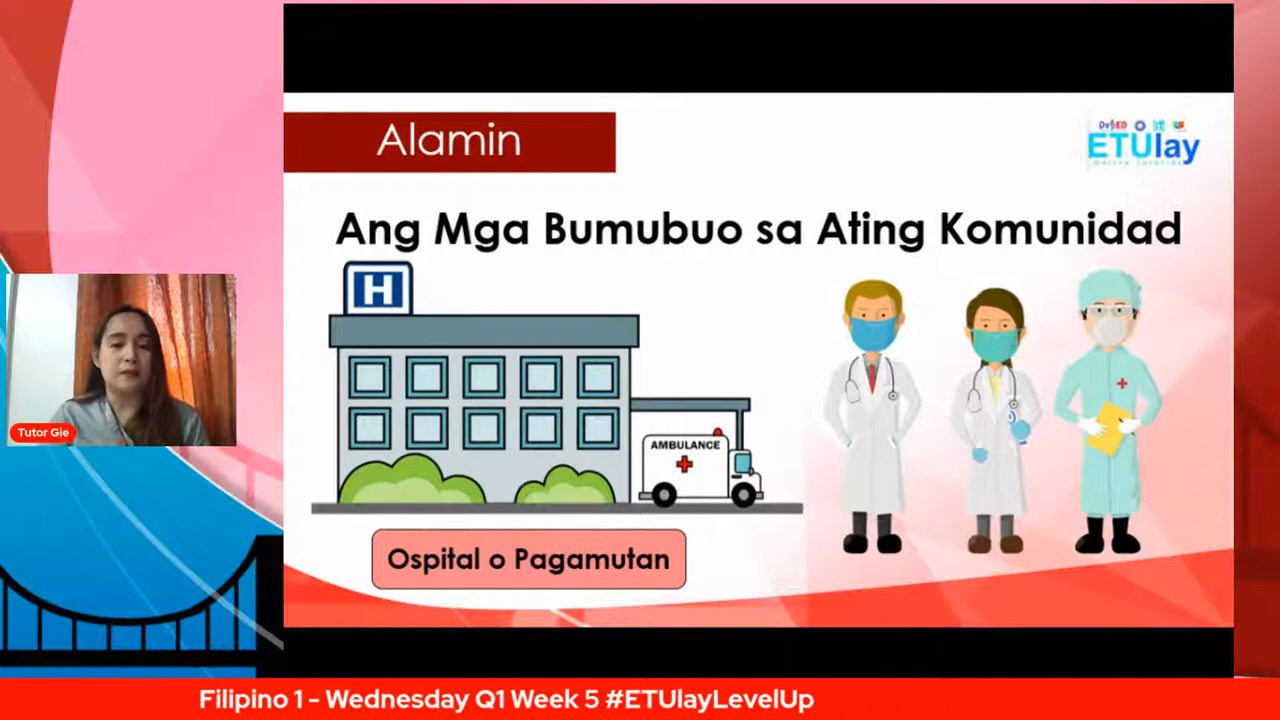 Alamin
DepED
ETUlay
Ang Mga Bumubuo sa Ating Komunidad
H
AMBULANCE
Tutor Gie
Ospital o Pagamutan
Filipino 1 - Wednesday Q1 Week 5 #ETUlayLevelUp